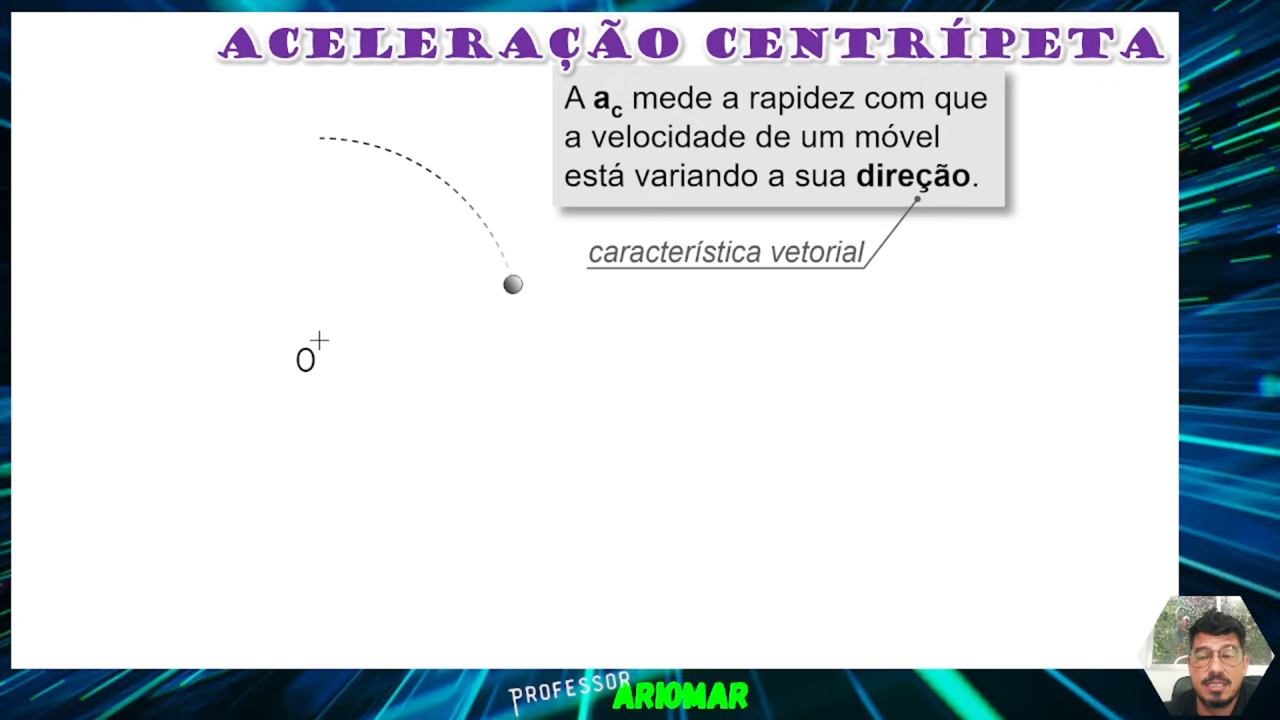 ACELERAÇÃO CENTRÍPETA
A ac mede a rapidez com que
a velocidade de um móvel
está variando a sua direção.
característica vetorial
O
PROFESSOR ARIOMAR